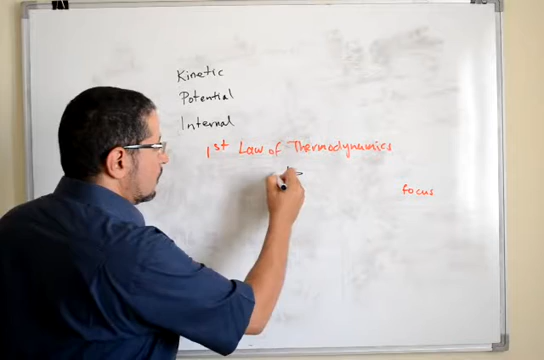 Kinetic
Potential
Internal
1st Law of Thermodynamics
focus